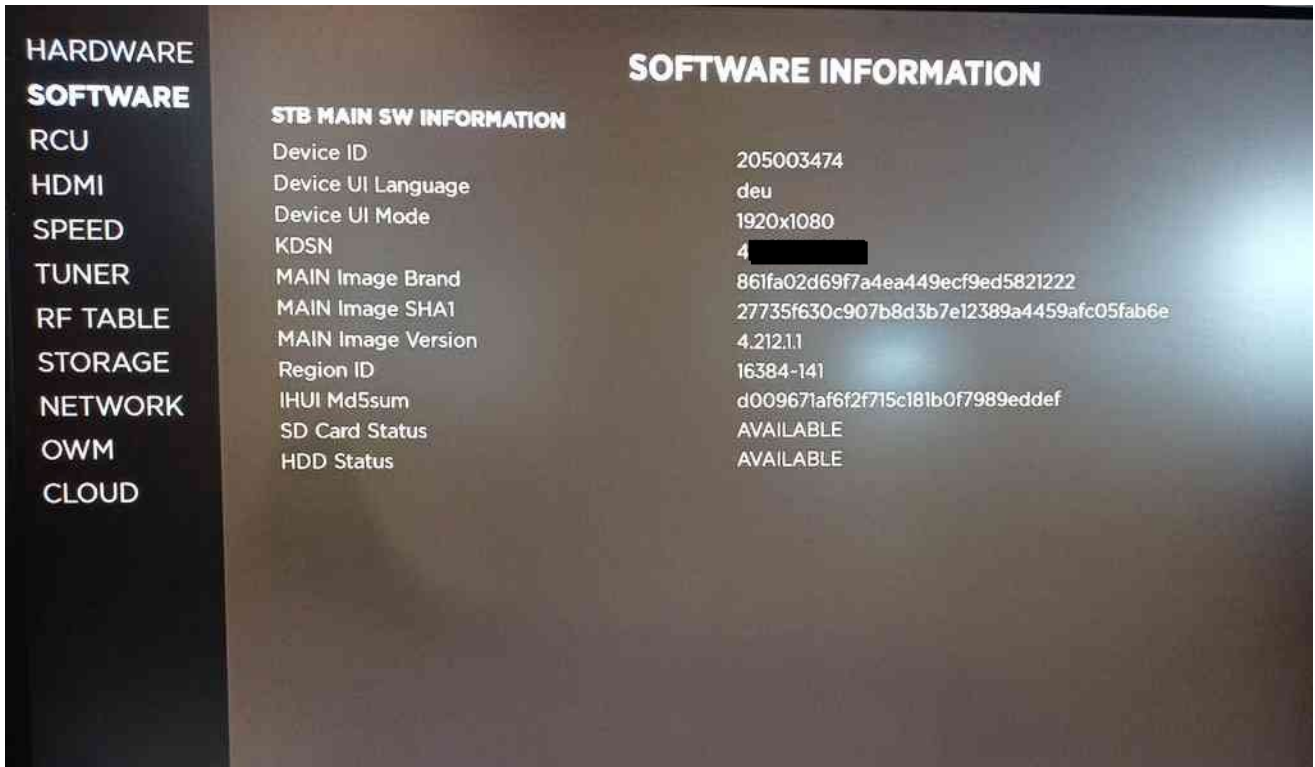 HARDWARE
SOFTWARE
RCU
HDMI
SPEED
TUNER
RF TABLE
STORAGE
NETWORK
OWM
CLOUD
SOFTWARE INFORMATION
STB MAIN SW INFORMATION
Device ID 205003474
Device UI Language deu
Device UI Mode 1920x1080
KDSN 4
MAIN Image Brand 861fa02d69f7a4ea449ecf9ed5821222
MAIN Image SHA1 27735f630c907b8d3b7e12389a4459afc05fab6e
MAIN Image Version 4.212.1.1
Region ID 16384-141
IHUI Md5sum d009671af6f2f715c181b0f7989eddef
SD Card Status AVAILABLE
HDD Status AVAILABLE